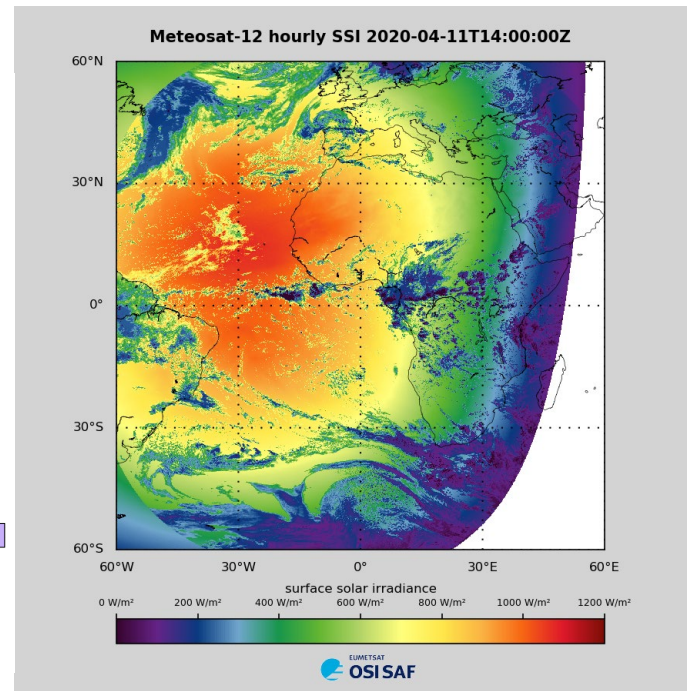 Meteosat-12 hourly SSI 2020-04-11T14:00:00Z
60°N
30°N
0°
30°S
60°S
60°W 30°W 0° 30°E 60°E
surface solar irradiance
0 W/m² 200 W/m² 400 W/m² 600 W/m² 800 W/m² 1000 W/m² 1200 W/m²
EUMETSAT
OSI SAF